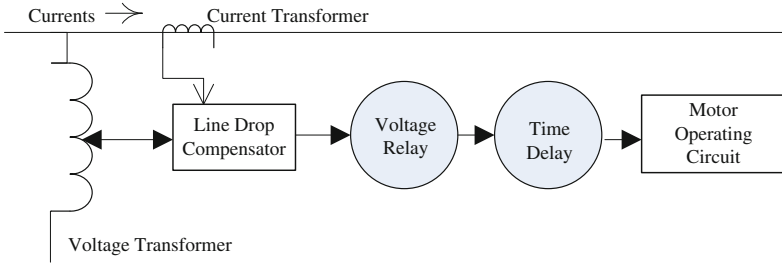 Currents
Current Transformer
Line Drop
Compensator
Voltage
Relay
Time
Delay
Motor
Operating
Circuit
Voltage Transformer